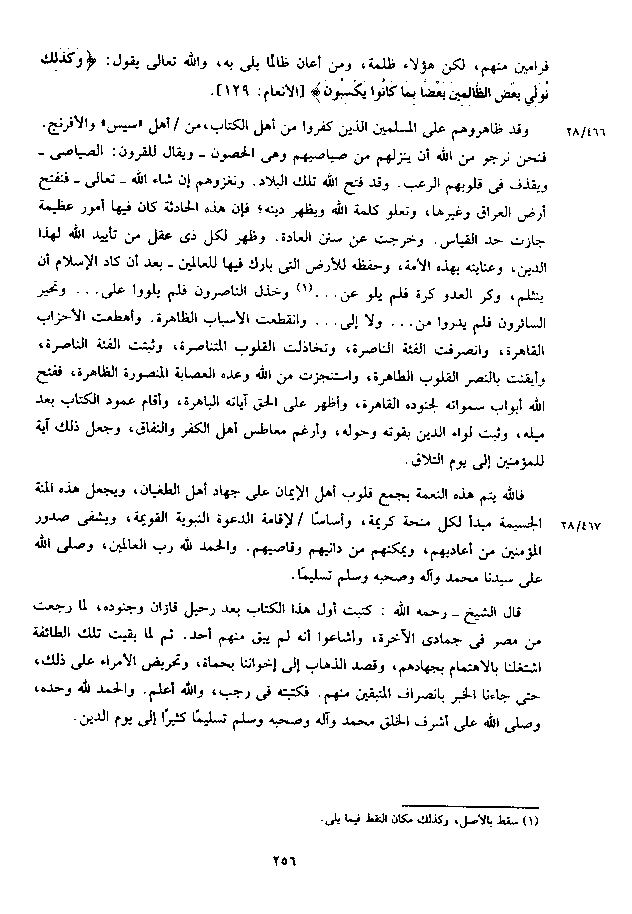 فرامين منهم، لكن هؤلاء ظلمة، ومن أعان ظالمًا بلى به، والله تعالى يقول: ﴿ وَكَذَلِكَ
نُوَلِّي بَعْضَ الظَّالِمِينَ بَعْضًا بِمَا كَانُوا يَكْسِبُونَ﴾ [الأنعام: ١٢٩].
٢٨/٤٦٦ وقد ظاهروهم على المسلمين الذين كفروا من أهل الكتاب،من / أهل «سيس» والأفرنج.
فنحن نرجو من الله أن ينزلهم من صياصيهم وهى الحصون ـ ويقال للقرون: الصياصى ـ
ويقذف فى قلوبهم الرعب. وقد فتح الله تلك البلاد. ونغزوهم إن شاء الله ـ تعالى ـ فنفتح
أرض العراق وغيرها، وتعلو كلمة الله ويظهر دينه؛ فإن هذه الحادثة كان فيها أمور عظيمة
جازت حد القياس. وخرجت عن سنن العادة. وظهر لكل ذى عقل من تأييد الله لهذا
الدين، وعنايته بهذه الأمة، وحفظه للأرض التى بارك فيها للعالمين ـ بعد أن كاد الإسلام أن
ينثلم، وكر العدو كرة فلم يلو عن...(١) وخذل الناصرون فلم يلووا على... وتحير
السائرون فلم يدروا من... ولا إلى... وانقطعت الأسباب الظاهرة. وأهطعت الأحزاب
القاهرة، وانصرفت الفئة الناصرة، وتخاذلت القلوب المتناصرة، وثبتت الفئة الناصرة،
وأيقنت بالنصر القلوب الطاهرة، واستنجزت من الله وعده العصابة المنصورة الظاهرة، ففتح
الله أبواب سمواته لجنوده القاهرة، وأظهر على الحق آياته الباهرة، وأقام عمود الكتاب بعد
ميله، وثبت لواء الدين بقوته وحوله، وأرغم معاطس أهل الكفر والنفاق، وجعل ذلك آية
للمؤمنين إلى يوم التلاق.
فالله يتم هذه النعمة بجمع قلوب أهل الإيمان على جهاد أهل الطغيان، ويجعل هذه المنة
٢٨/٤٦٧ الجسيمة مبدأ لكل منحة كريمة، وأساسًا /لإقامة الدعوة النبوية القويمة، ويشفى صدور
المؤمنين من أعاديهم، ويمكنهم من دانيهم وقاصيهم. والحمد لله رب العالمين، وصلى الله
على سيدنا محمد وآله وصحبه وسلم تسليمًا.
قال الشيخ ـ رحمه الله : كتبت أول هذا الكتاب بعد رحيل قازان وجنوده، لما رجعت
من مصر فى جمادى الآخرة، وأشاعوا أنه لم يبق منهم أحد. ثم لما بقيت تلك الطائفة
اشتغلنا بالاهتمام بجهادهم، وقصد الذهاب إلى إخواننا بحماة، وتحريض الأمراء على ذلك،
حتى جاءنا الخبر بانصراف المتبقين منهم. فكتبته فى رجب، والله أعلم. والحمد لله وحده،
وصلى الله على أشرف الخلق محمد وآله وصحبه وسلم تسليمًا كثيرًا إلى يوم الدين.
(١) سقط بالأصل، وكذلك مكان النقط فيما يلى.
٢٥٦